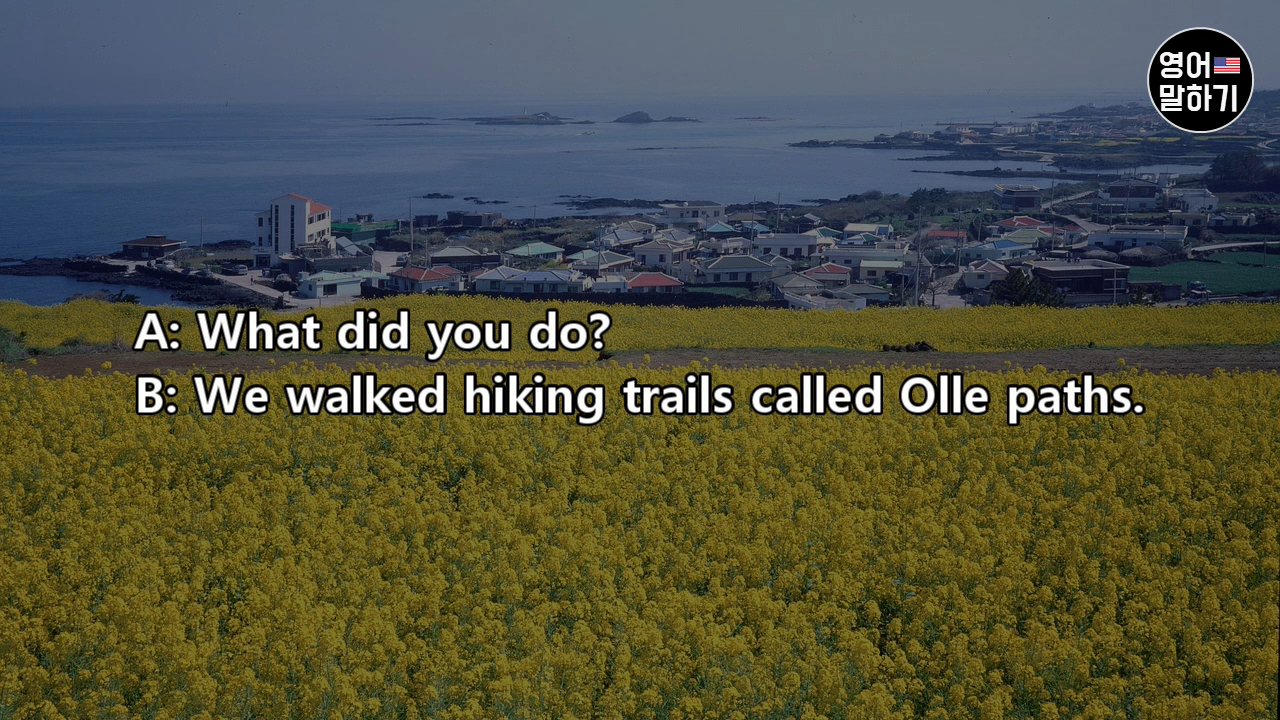 영어
말하기
A: What did you do?
B: We walked hiking trails called Olle paths.